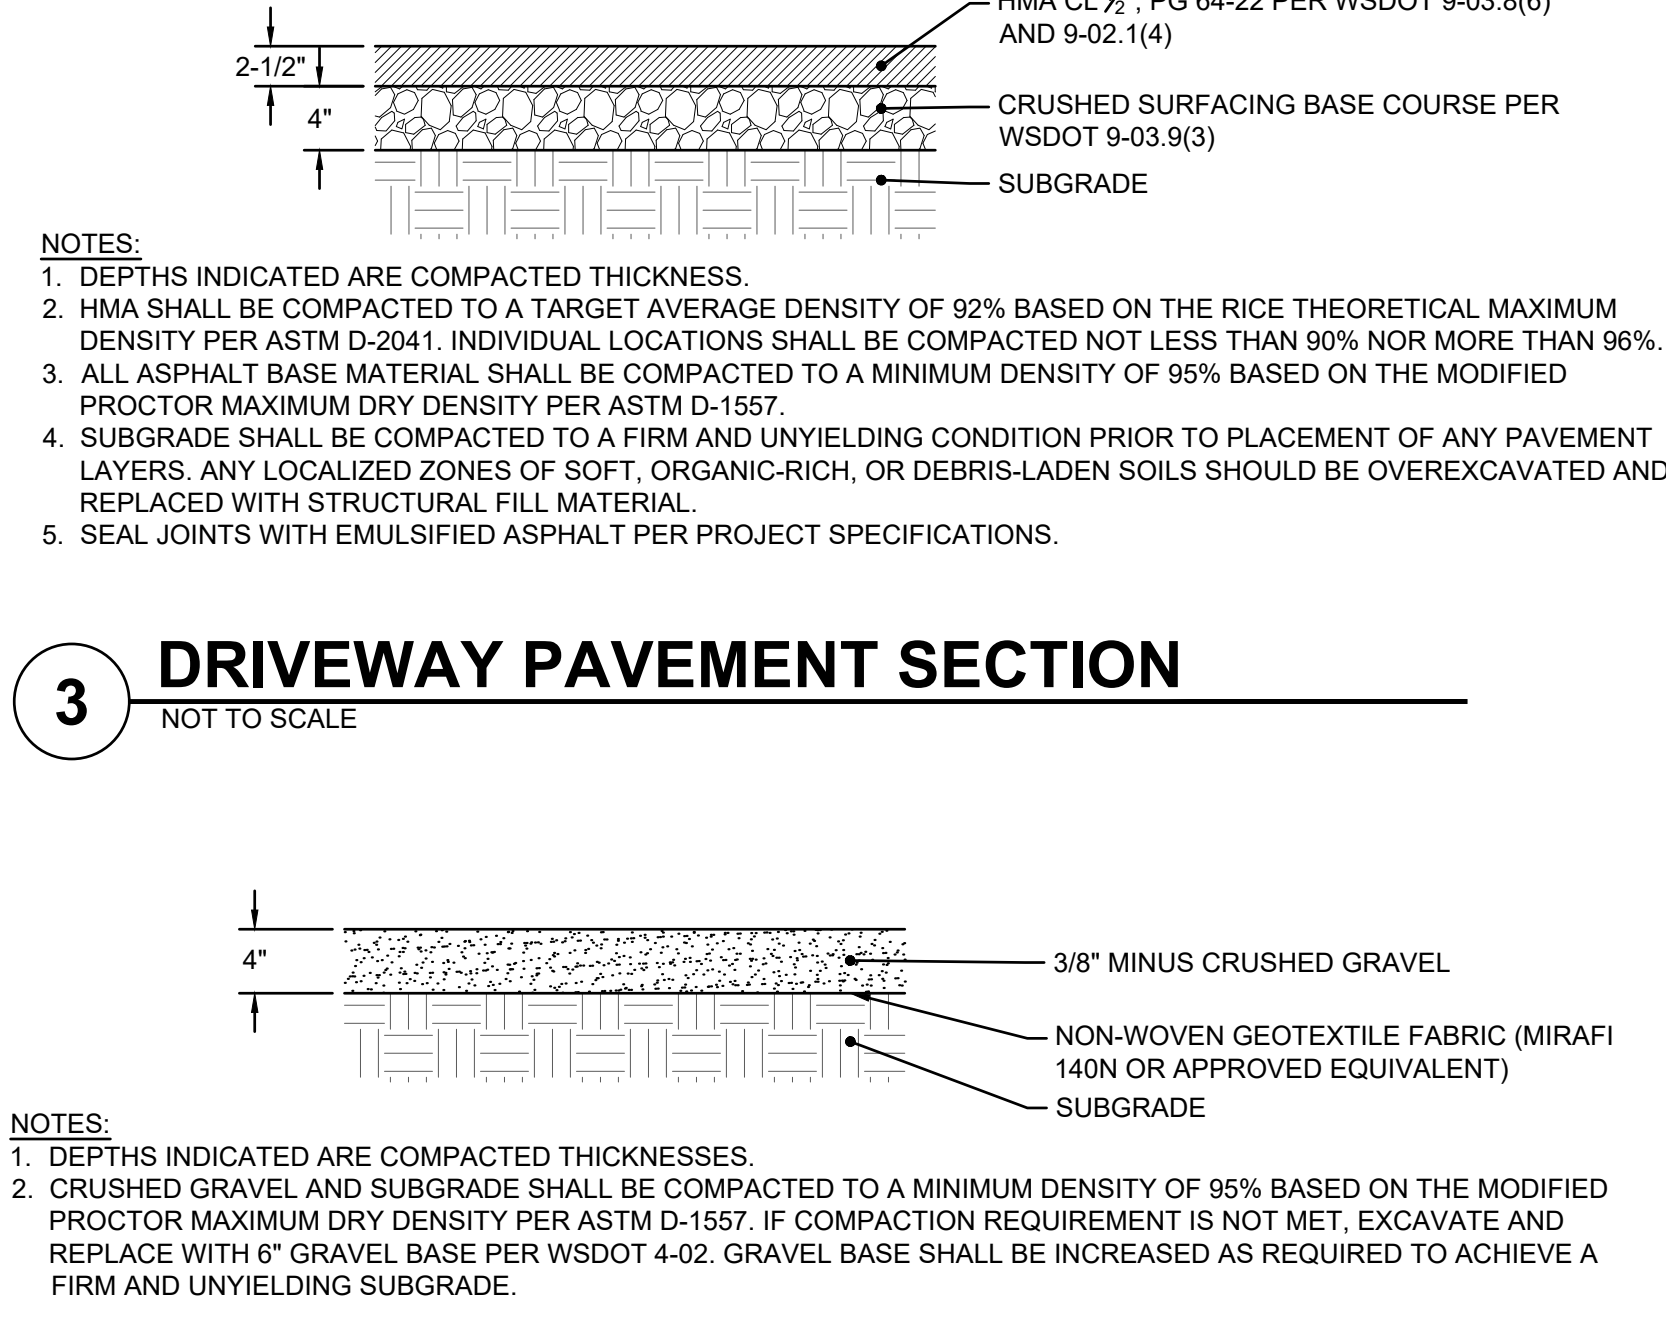 HMA CL ½", PG 64-22 PER WSDOT 9-03.8(6)
AND 9-02.1(4)
2-1/2"
4"
CRUSHED SURFACING BASE COURSE PER
WSDOT 9-03.9(3)
SUBGRADE
NOTES:
1. DEPTHS INDICATED ARE COMPACTED THICKNESS.
2. HMA SHALL BE COMPACTED TO A TARGET AVERAGE DENSITY OF 92% BASED ON THE RICE THEORETICAL MAXIMUM
DENSITY PER ASTM D-2041. INDIVIDUAL LOCATIONS SHALL BE COMPACTED NOT LESS THAN 90% NOR MORE THAN 96%.
3. ALL ASPHALT BASE MATERIAL SHALL BE COMPACTED TO A MINIMUM DENSITY OF 95% BASED ON THE MODIFIED
PROCTOR MAXIMUM DRY DENSITY PER ASTM D-1557.
4. SUBGRADE SHALL BE COMPACTED TO A FIRM AND UNYIELDING CONDITION PRIOR TO PLACEMENT OF ANY PAVEMENT
LAYERS. ANY LOCALIZED ZONES OF SOFT, ORGANIC-RICH, OR DEBRIS-LADEN SOILS SHOULD BE OVEREXCAVATED AND
REPLACED WITH STRUCTURAL FILL MATERIAL.
5. SEAL JOINTS WITH EMULSIFIED ASPHALT PER PROJECT SPECIFICATIONS.
3 DRIVEWAY PAVEMENT SECTION
NOT TO SCALE
4"
3/8" MINUS CRUSHED GRAVEL
NON-WOVEN GEOTEXTILE FABRIC (MIRAFI
140N OR APPROVED EQUIVALENT)
SUBGRADE
NOTES:
1. DEPTHS INDICATED ARE COMPACTED THICKNESSES.
2. CRUSHED GRAVEL AND SUBGRADE SHALL BE COMPACTED TO A MINIMUM DENSITY OF 95% BASED ON THE MODIFIED
PROCTOR MAXIMUM DRY DENSITY PER ASTM D-1557. IF COMPACTION REQUIREMENT IS NOT MET, EXCAVATE AND
REPLACE WITH 6" GRAVEL BASE PER WSDOT 4-02. GRAVEL BASE SHALL BE INCREASED AS REQUIRED TO ACHIEVE A
FIRM AND UNYIELDING SUBGRADE.